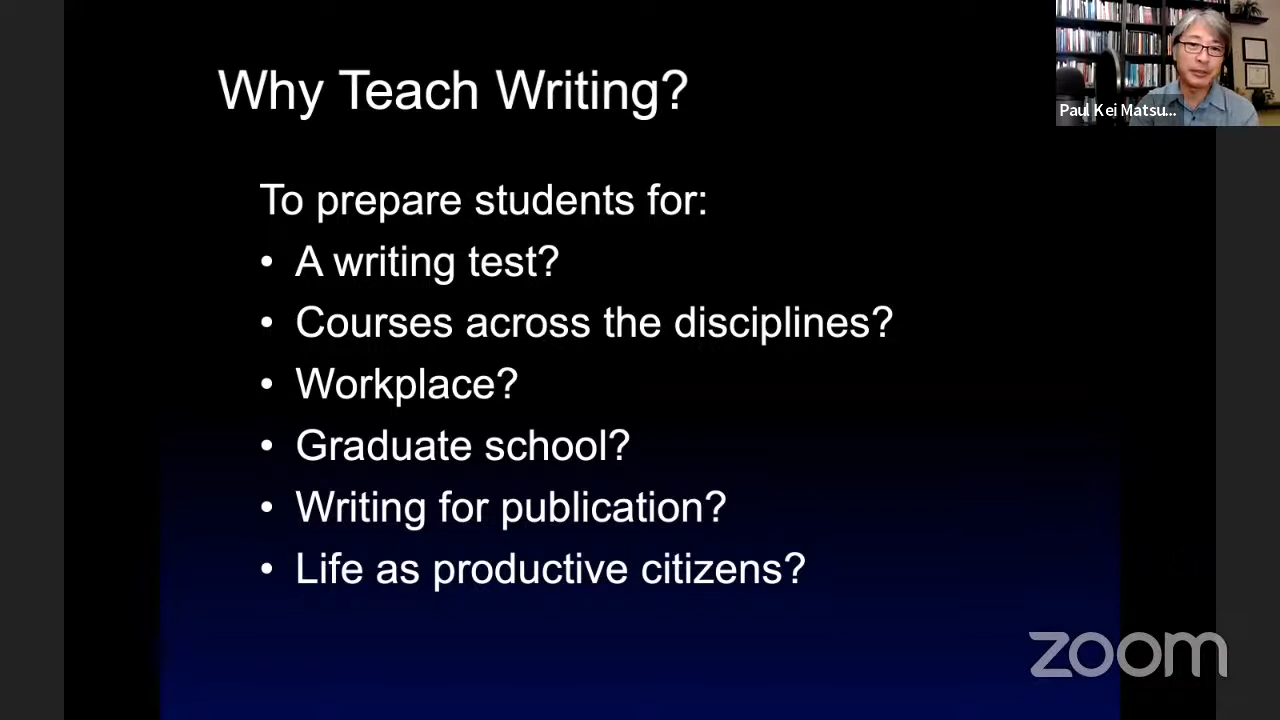 Why Teach Writing?
Paul Kei Matsu...
To prepare students for:
• A writing test?
• Courses across the disciplines?
• Workplace?
• Graduate school?
• Writing for publication?
• Life as productive citizens?
zoom